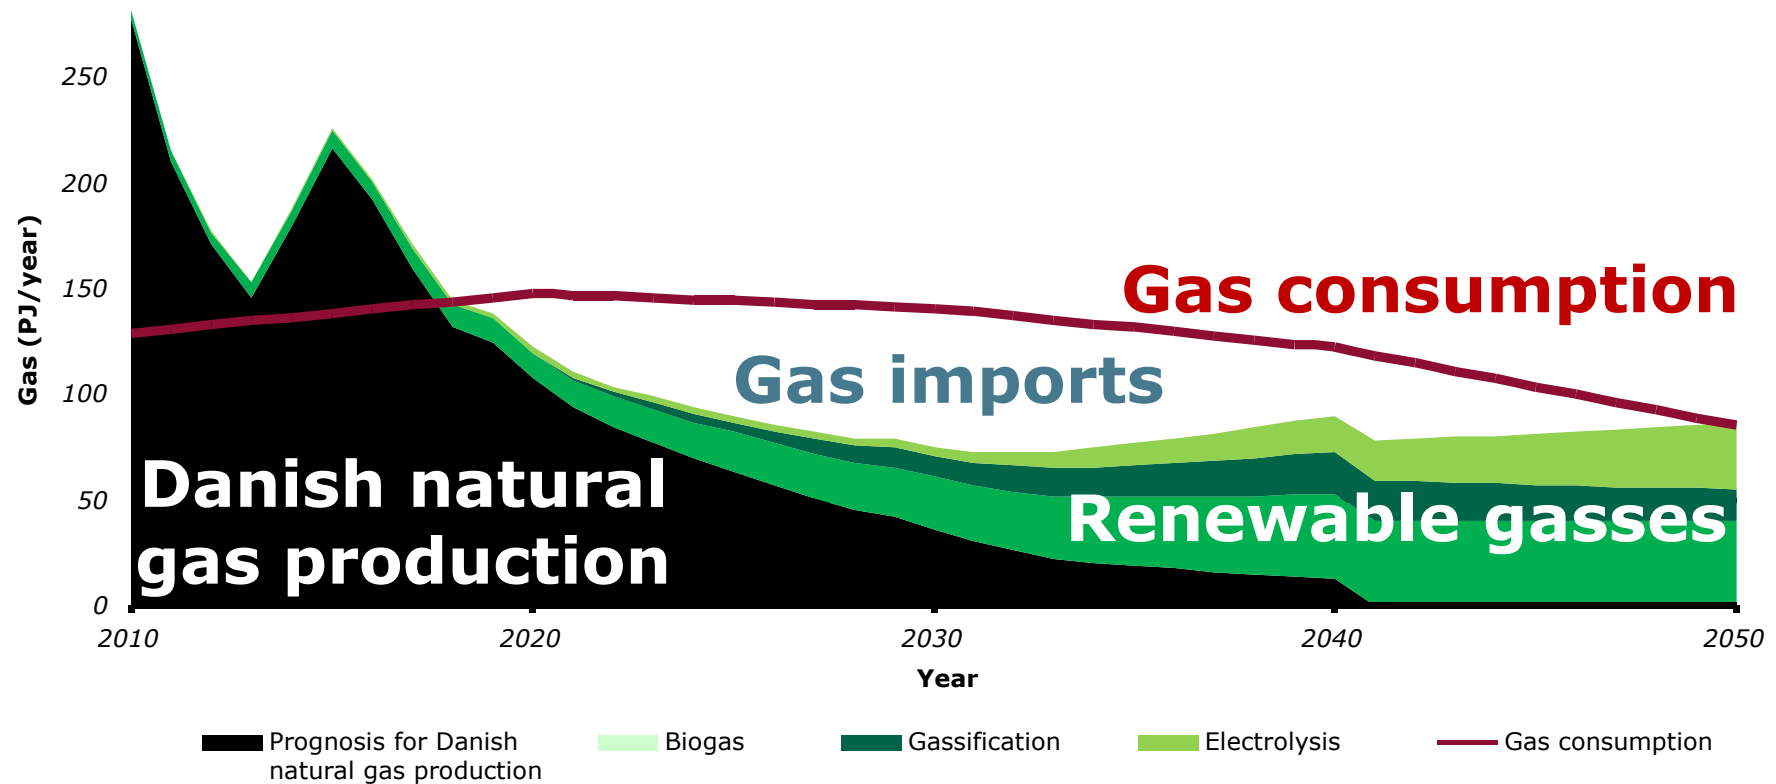 250
200
150
100
50
0
Gas (PJ/year)
Gas consumption
Gas imports
Danish natural
gas production
Renewable gasses
2010 2020 2030 2040 2050
Year
Prognosis for Danish
natural gas production
Biogas
Gassification
Electrolysis
Gas consumption